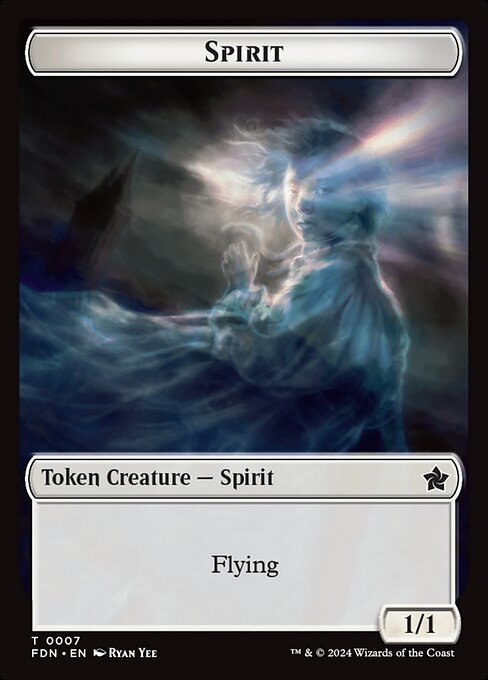 Spirit
Token Creature — Spirit
Flying
1/1
T 0007
FDN • EN Ryan Yee
™ & © 2024 Wizards of the Coast